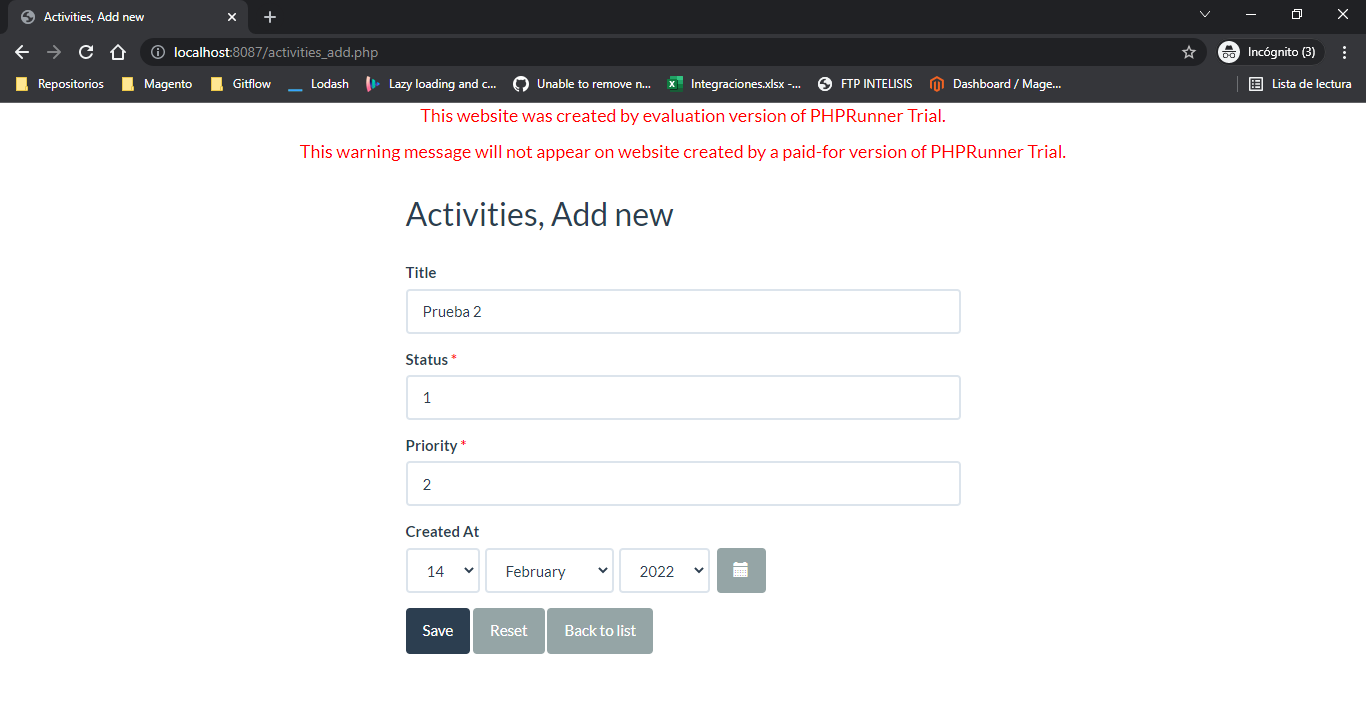 Activities, Add new
localhost:8087/activities_add.php
Incógnito (3)
Repositorios Magento Gitflow Lodash Lazy loading and c... Unable to remove n... Integraciones.xlsx -... FTP INTELISIS Dashboard / Mage... Lista de lectura
This website was created by evaluation version of PHPRunner Trial.
This warning message will not appear on website created by a paid-for version of PHPRunner Trial.
Activities, Add new
Title
Prueba 2
Status *
1
Priority *
2
Created At
14 February 2022
Save Reset Back to list